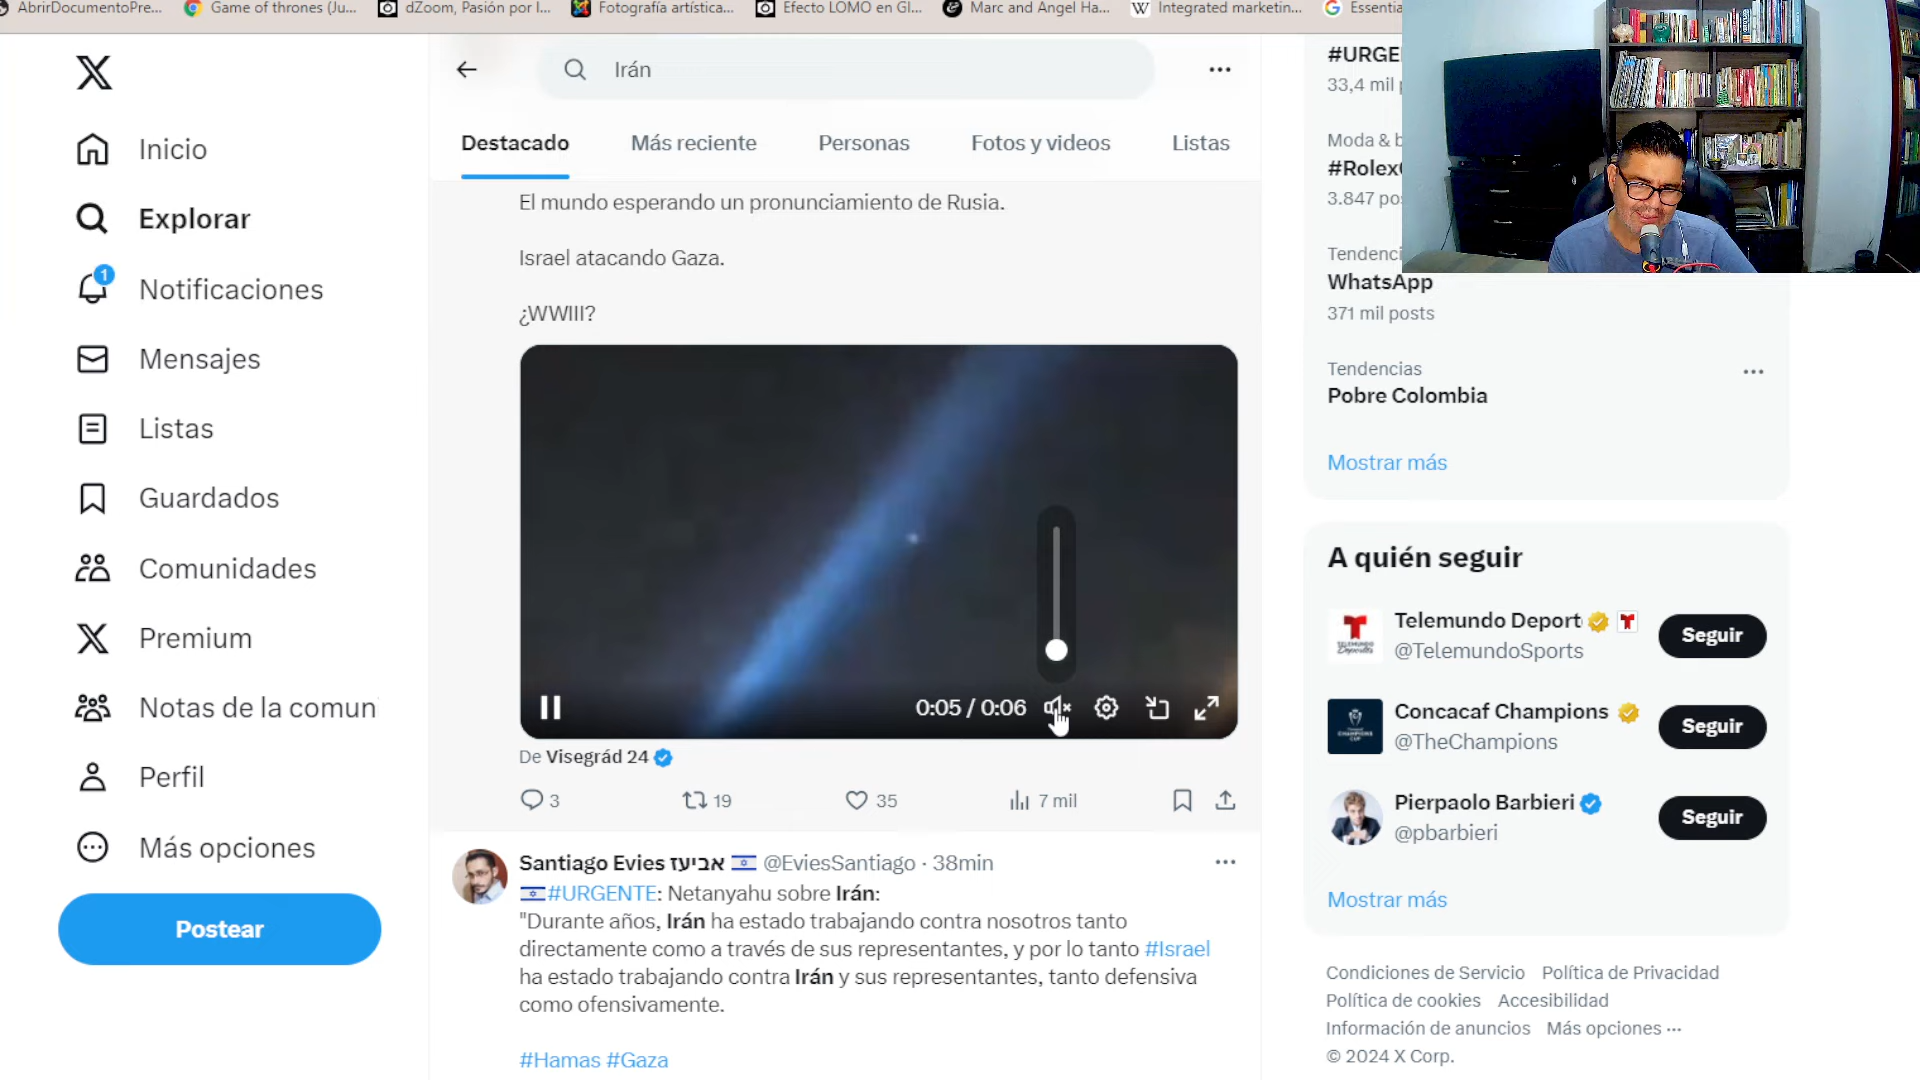 AbrirDocumentoPre...
Game of thrones (Ju...
dZoom, Pasión por l...
Fotografía artística...
Efecto LOMO en GI...
Marc and Angel Ha...
Integrated marketin...
Essentia
Irán
Destacado
Más reciente
Personas
Fotos y videos
Listas
Inicio
Explorar
1
Notificaciones
Mensajes
Listas
Guardados
Comunidades
Premium
Notas de la comun
Perfil
Más opciones
Postear
El mundo esperando un pronunciamiento de Rusia.
Israel atacando Gaza.
¿WWIII?
0:05 / 0:06
De Visegrád 24
3
19
35
7 mil
Santiago Evies אביעז @EviesSantiago · 38min
#URGENTE: Netanyahu sobre Irán:
"Durante años, Irán ha estado trabajando contra nosotros tanto
directamente como a través de sus representantes, y por lo tanto #Israel
ha estado trabajando contra Irán y sus representantes, tanto defensiva
como ofensivamente.
#Hamas #Gaza
#URGE
33,4 mil
Moda & b
#Rolex
3.847 po
Tendenci
WhatsApp
371 mil posts
Tendencias
Pobre Colombia
Mostrar más
A quién seguir
Telemundo Deport
@TelemundoSports
Seguir
Concacaf Champions
@TheChampions
Seguir
Pierpaolo Barbieri
@pbarbieri
Seguir
Mostrar más
Condiciones de Servicio Política de Privacidad
Política de cookies Accesibilidad
Información de anuncios Más opciones ···
© 2024 X Corp.